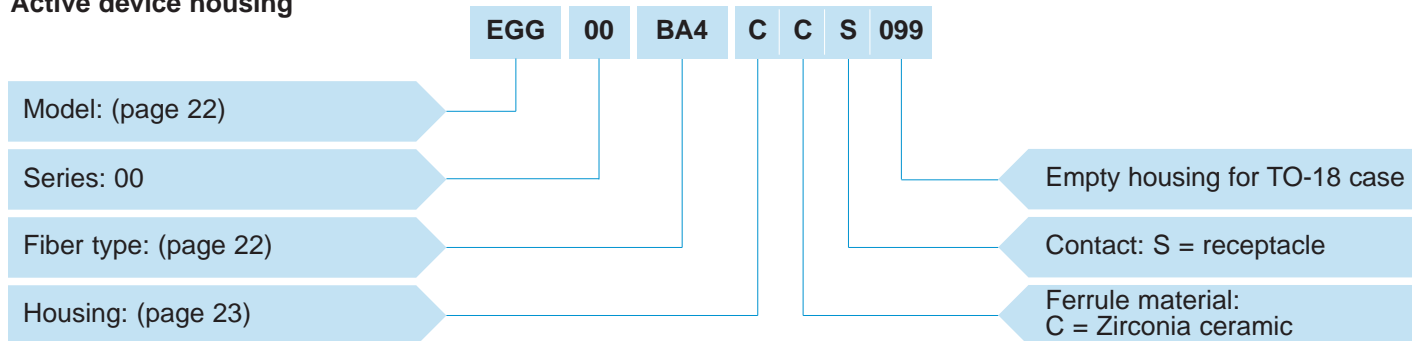 Active device housing
EGG 00 BA4 C C S 099
Model: (page 22)
Series: 00
Fiber type: (page 22)
Housing: (page 23)
Empty housing for TO-18 case
Contact: S = receptacle
Ferrule material:
C = Zirconia ceramic